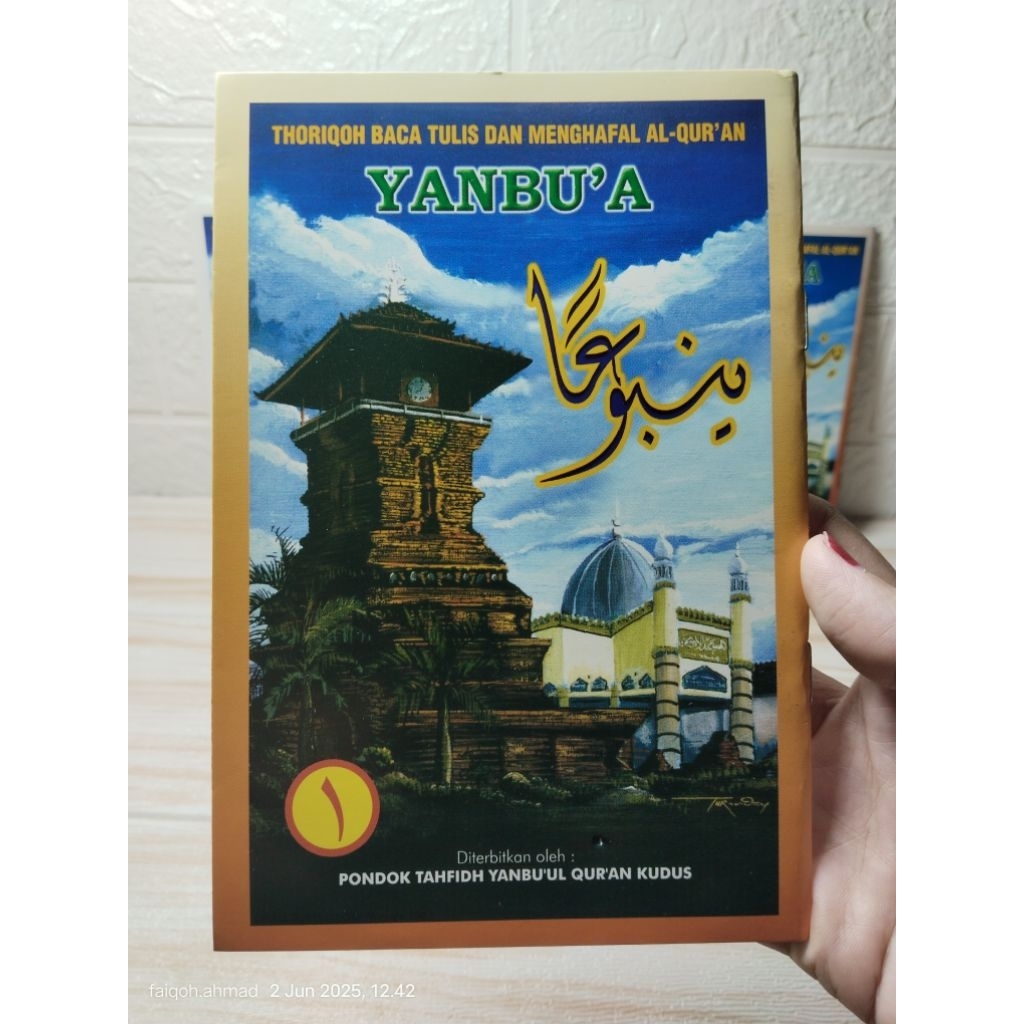 THORIQOH BACA TULIS DAN MENGHAFAL AL-QUR'AN
YANBU'A
ينبوعا
١
Diterbitkan oleh :
PONDOK TAHFIDH YANBU'UL QUR'AN KUDUS
faiqoh.ahmad 2 Jun 2025, 12.42